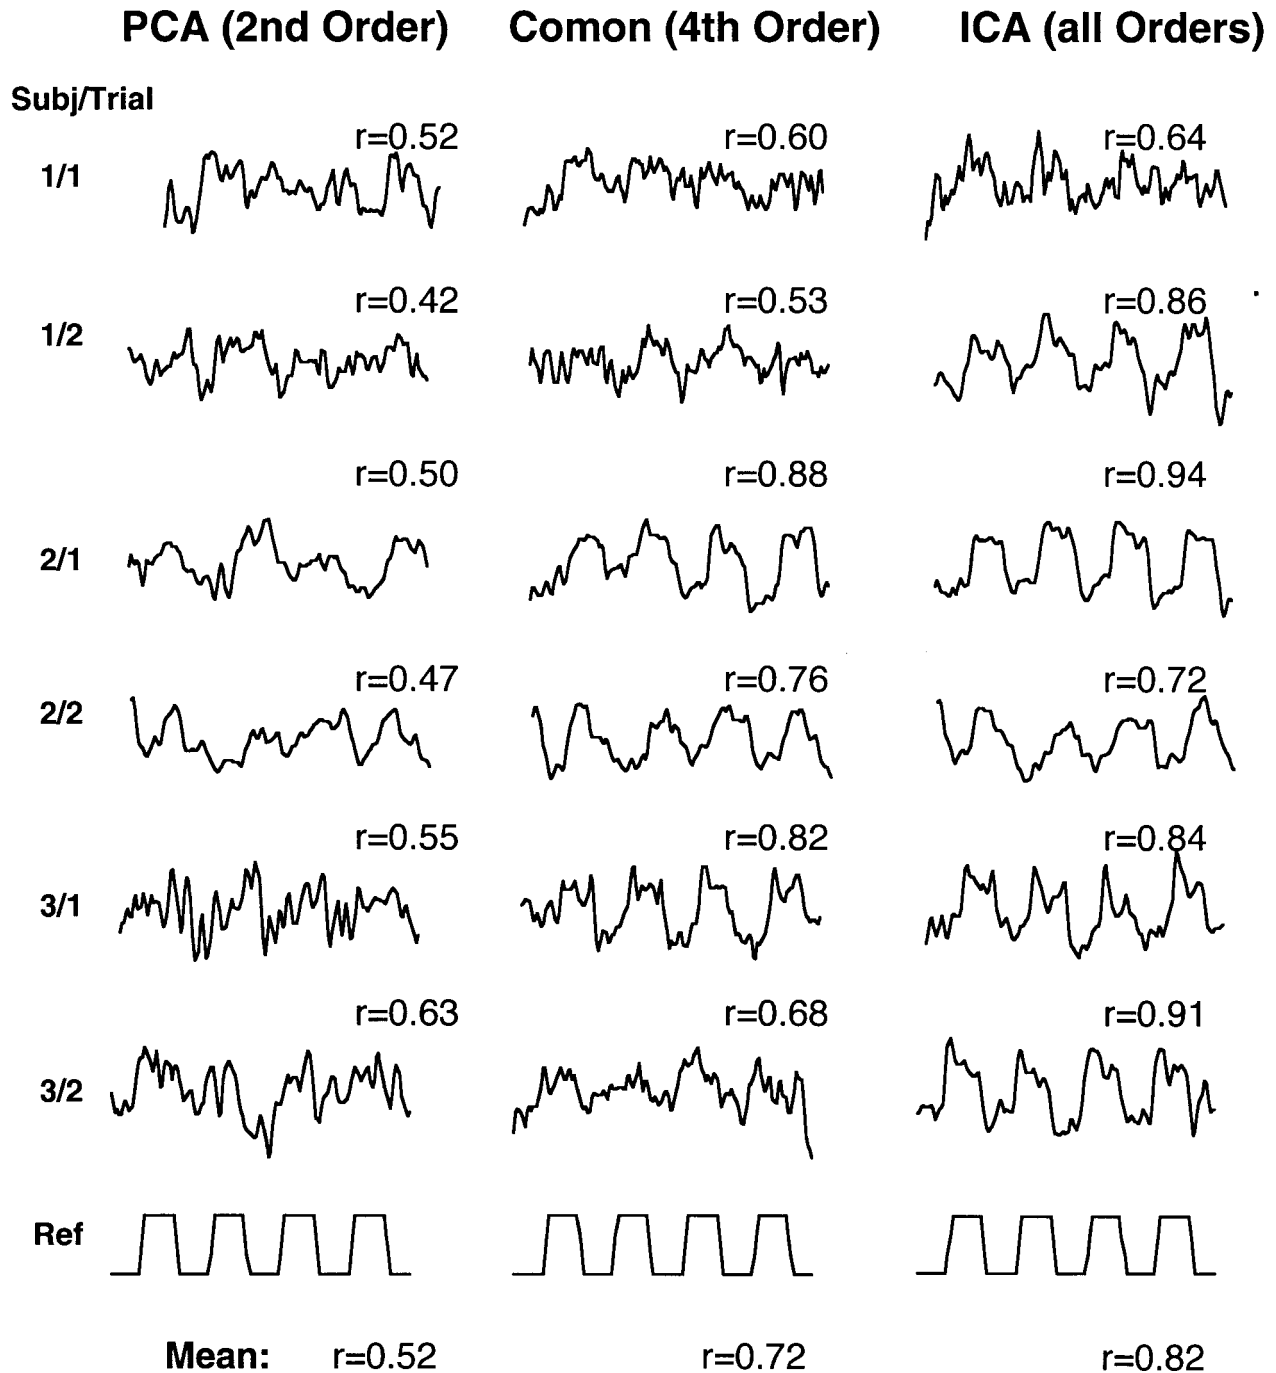 PCA (2nd Order) Comon (4th Order) ICA (all Orders)
Subj/Trial
r=0.52 r=0.60 r=0.64
1/1
r=0.42 r=0.53 r=0.86
1/2
r=0.50 r=0.88 r=0.94
2/1
r=0.47 r=0.76 r=0.72
2/2
r=0.55 r=0.82 r=0.84
3/1
r=0.63 r=0.68 r=0.91
3/2
Ref
Mean: r=0.52 r=0.72 r=0.82